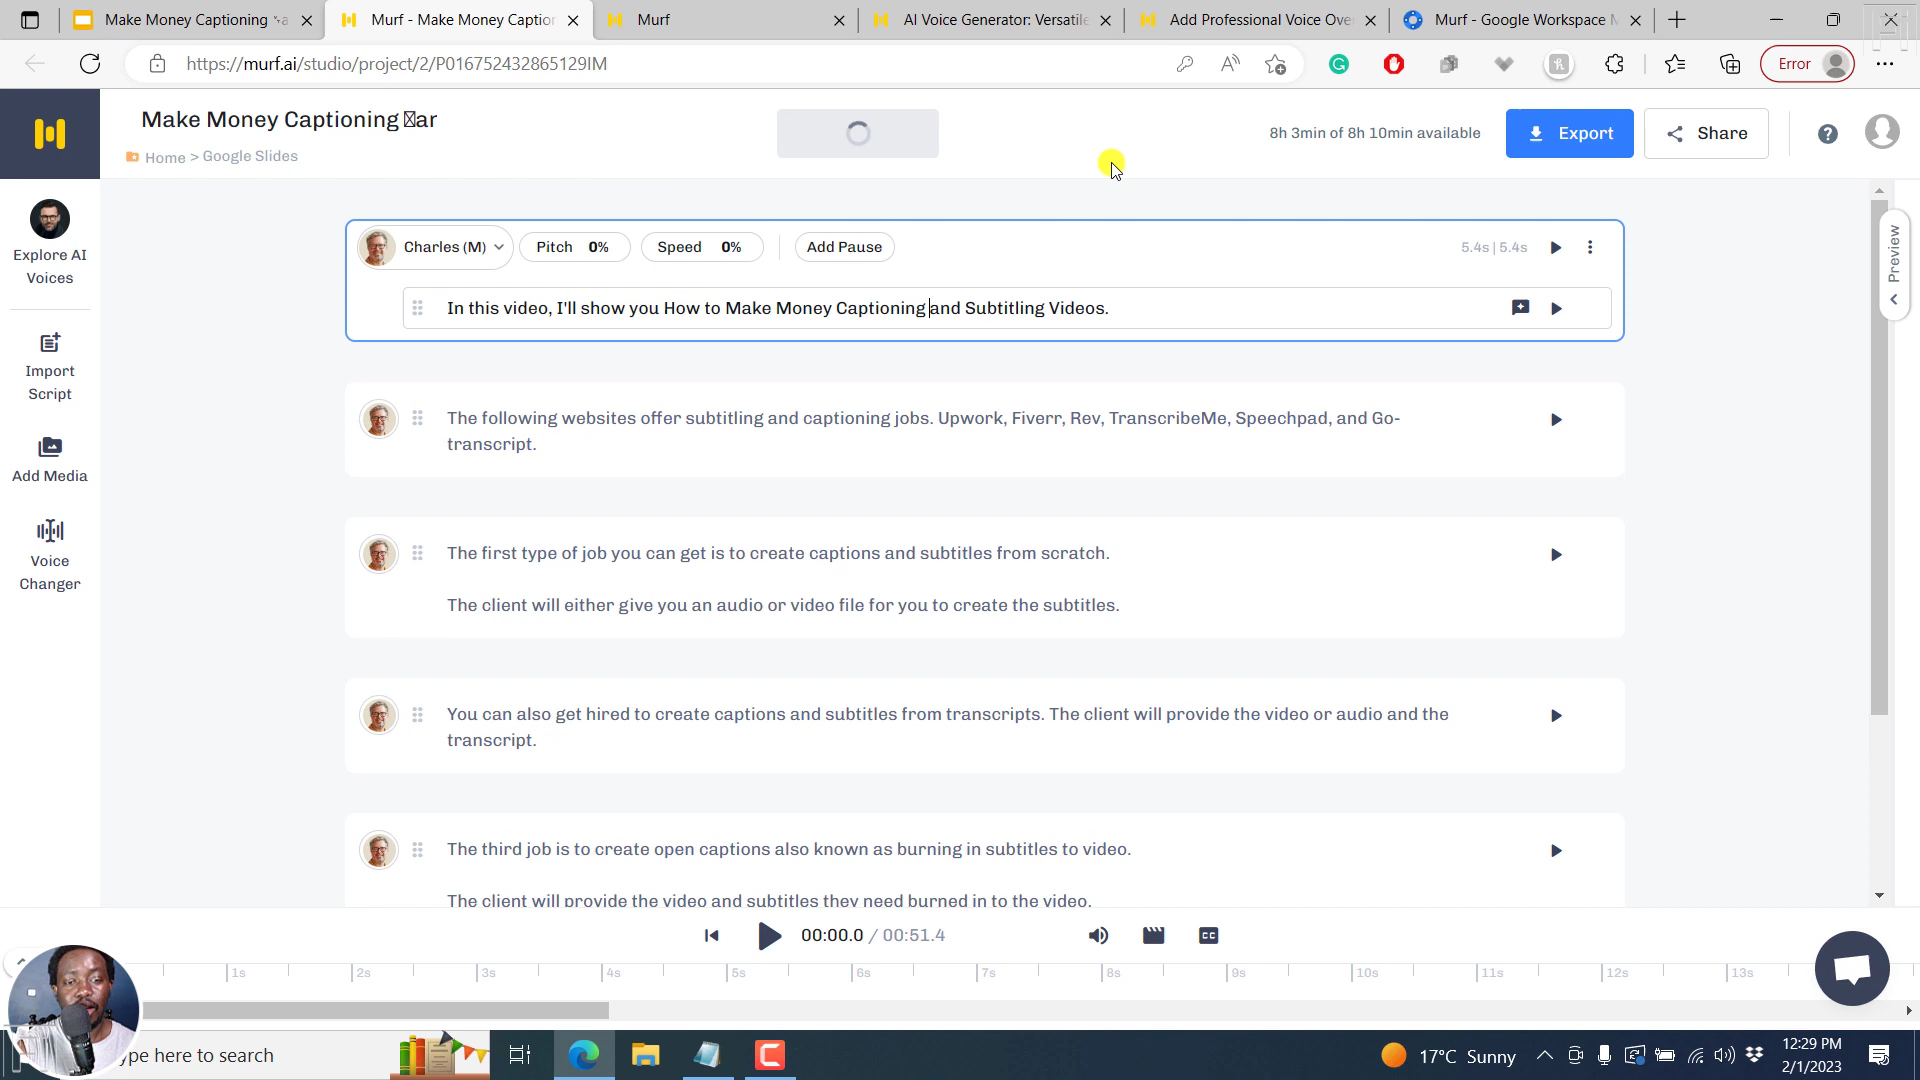 Make Money Captioning
Murf - Make Money Captio
Murf
AI Voice Generator: Versatile
Add Professional Voice Ove
Murf - Google Workspace M
https://murf.ai/studio/project/2/P016752432865129IM
Error
Make Money Captioning ar
Home > Google Slides
8h 3min of 8h 10min available
Export
Share
Explore AI
Voices
Import
Script
Add Media
Voice
Changer
Charles (M)
Pitch 0%
Speed 0%
Add Pause
5.4s | 5.4s
Preview
In this video, I'll show you How to Make Money Captioning and Subtitling Videos.
The following websites offer subtitling and captioning jobs. Upwork, Fiverr, Rev, TranscribeMe, Speechpad, and Go-
transcript.
The first type of job you can get is to create captions and subtitles from scratch.
The client will either give you an audio or video file for you to create the subtitles.
You can also get hired to create captions and subtitles from transcripts. The client will provide the video or audio and the
transcript.
The third job is to create open captions also known as burning in subtitles to video.
The client will provide the video and subtitles they need burned in to the video.
00:00.0 / 00:51.4
CC
1s 2s 3s 4s 5s 6s 7s 8s 9s 10s 11s 12s 13s
ype here to search
17°C Sunny
12:29 PM
2/1/2023